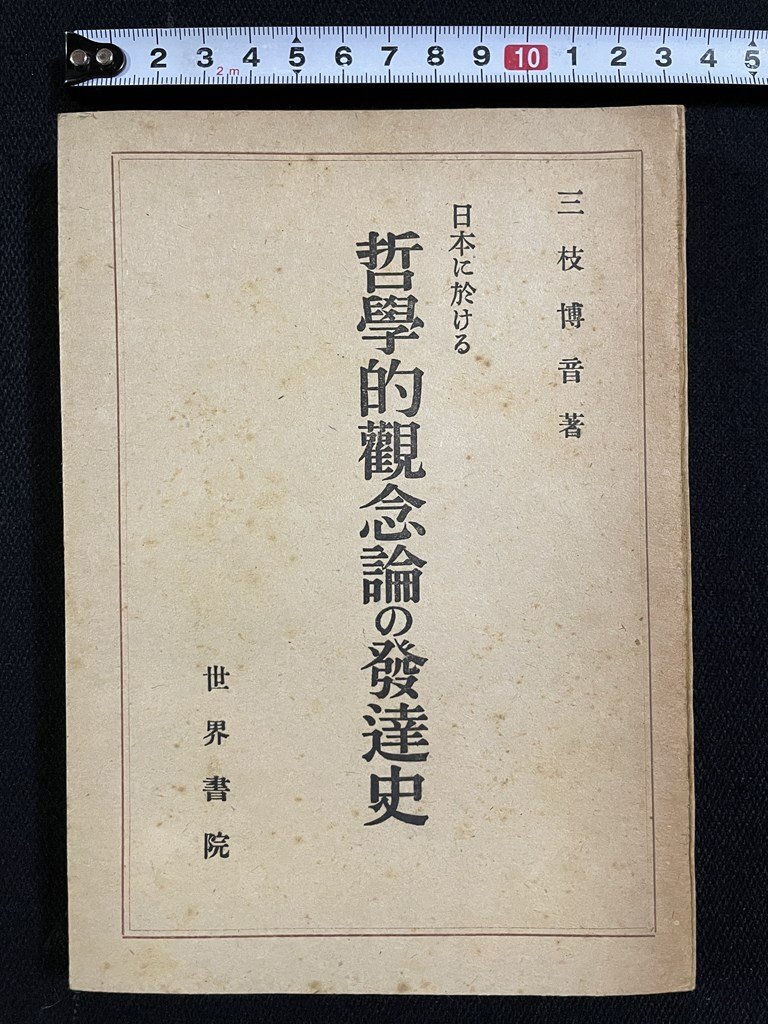 2 3 4 5 6 7 8 9 10 1 2 3 4 5
2m
三枝博音著
日本に於ける
哲學的觀念論の發達史
世界書院